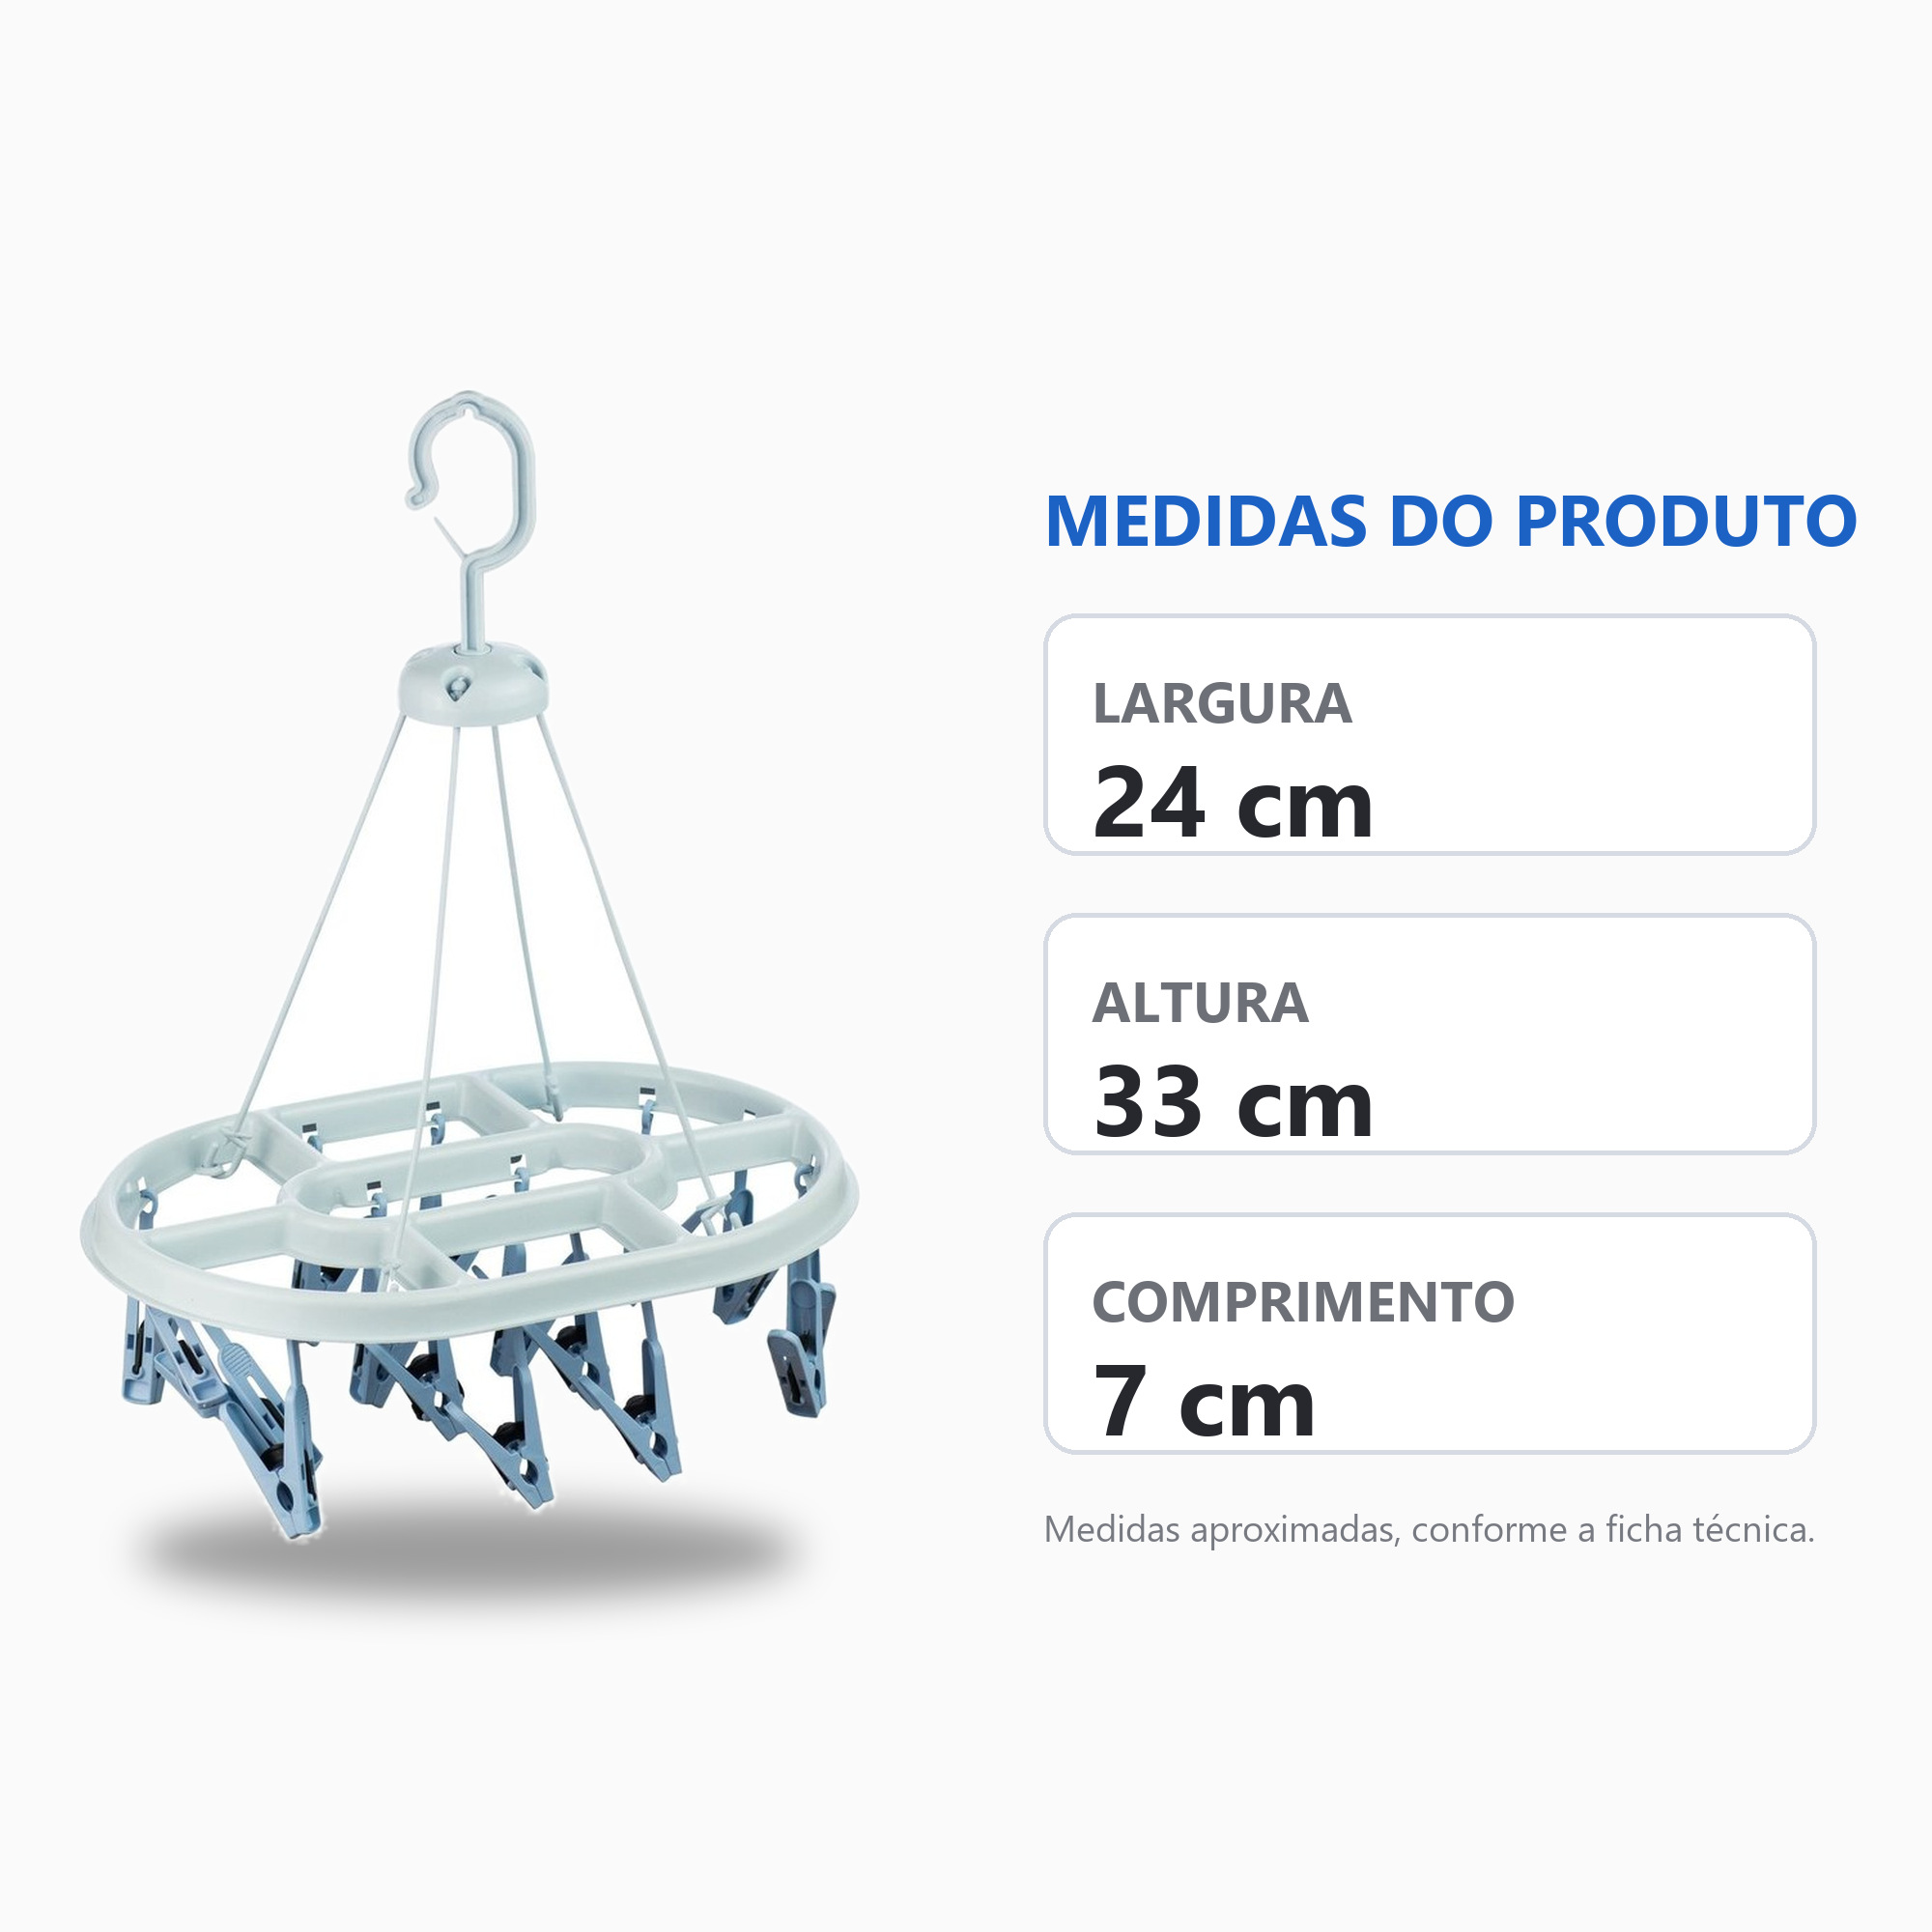 MEDIDAS DO PRODUTO
LARGURA
24 cm
ALTURA
33 cm
COMPRIMENTO
7 cm
Medidas aproximadas, conforme a ficha técnica.